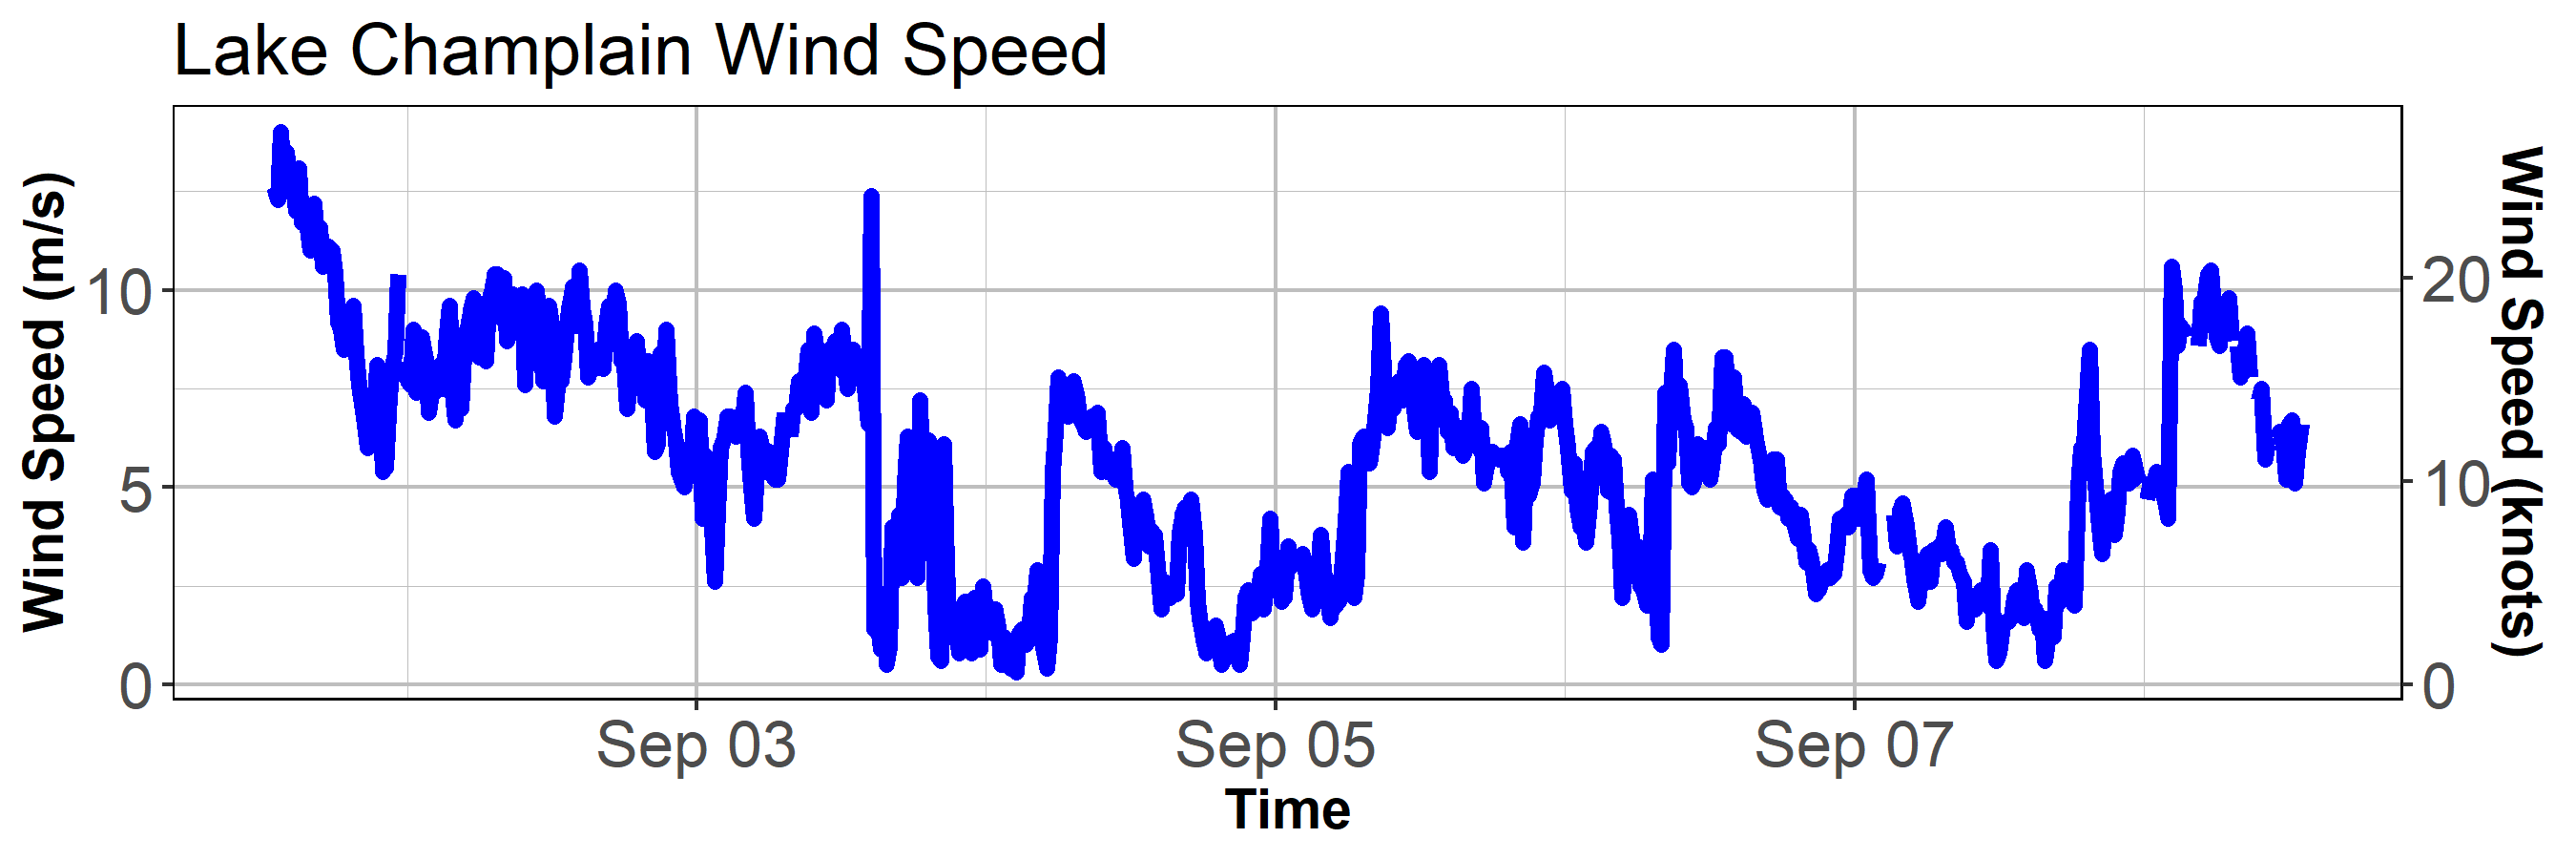 Lake Champlain Wind Speed
Wind Speed (m/s)
10
5
0
20
10
0
Wind Speed (knots)
Sep 03
Sep 05
Sep 07
Time